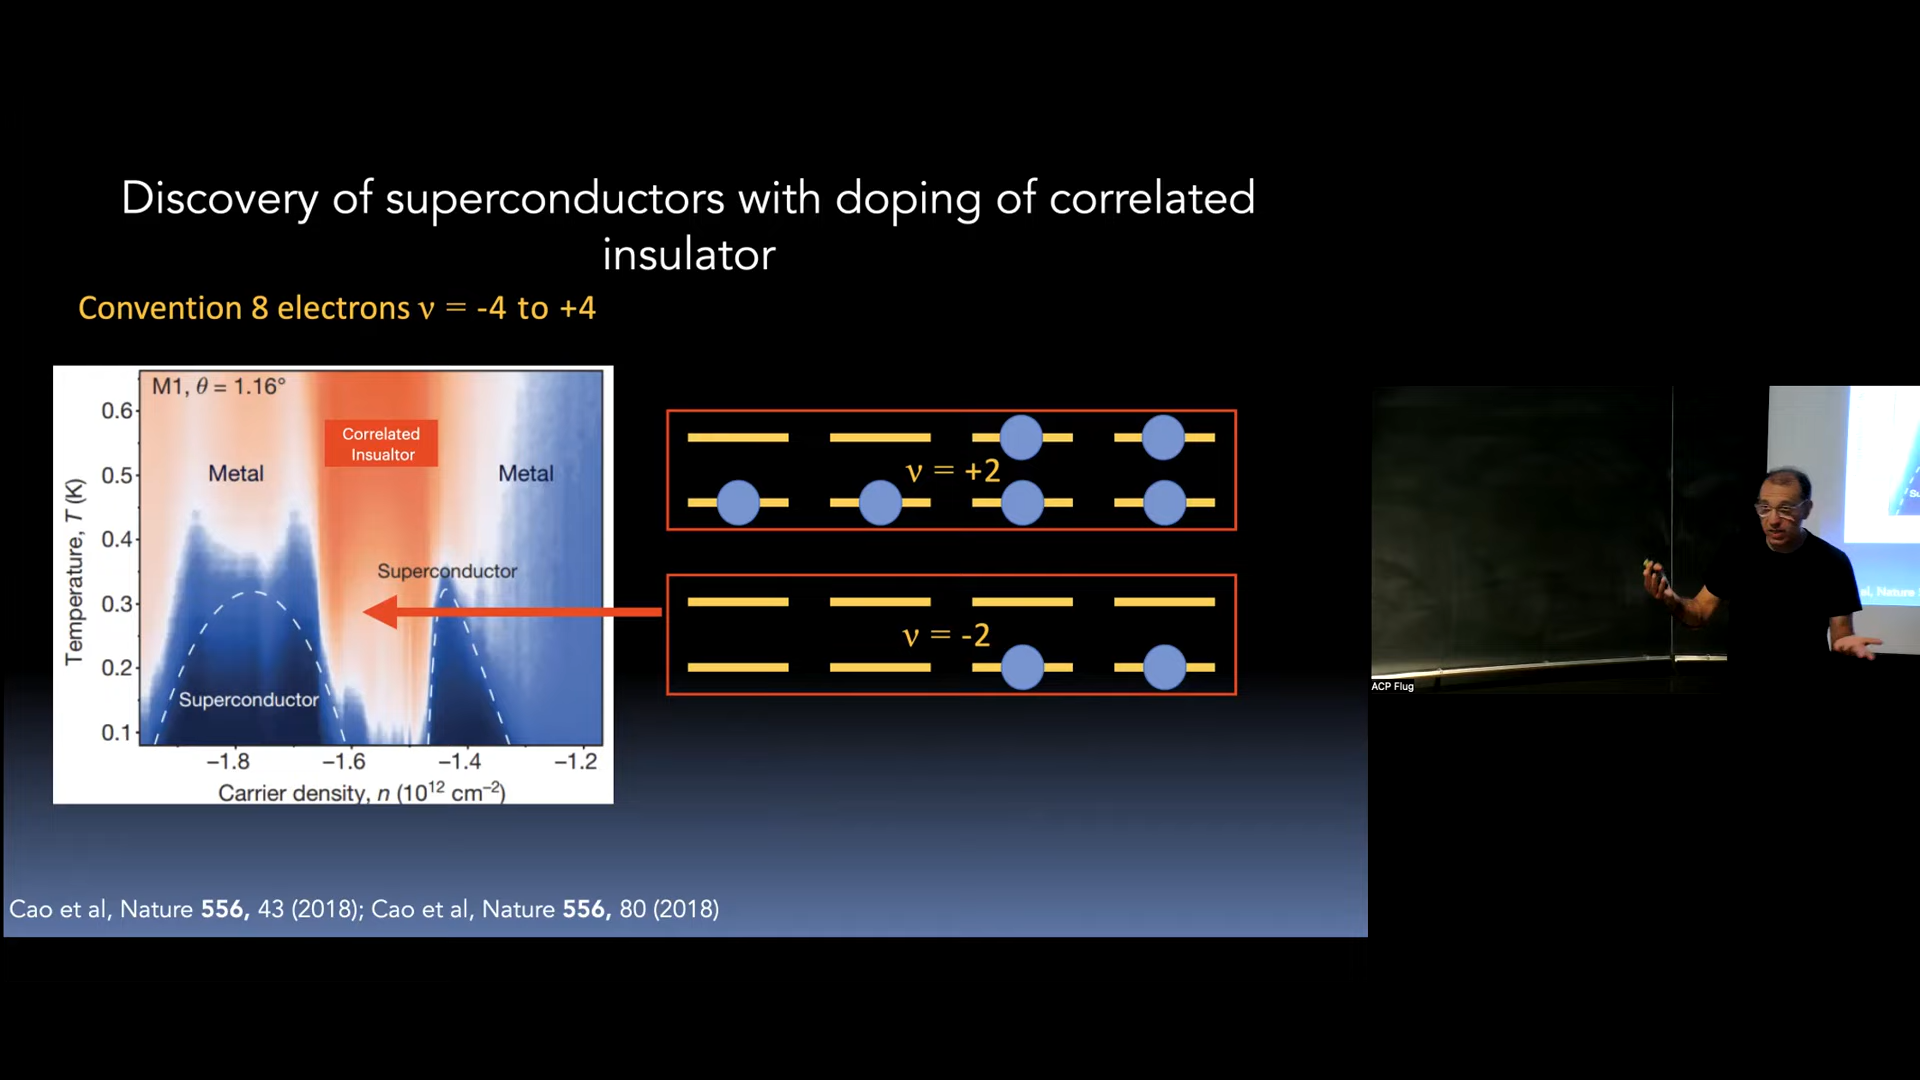 Discovery of superconductors with doping of correlated
insulator
Convention 8 electrons ν = -4 to +4
M1, θ = 1.16°
Correlated
Insualtor
Metal
Metal
Superconductor
Superconductor
Temperature, T (K)
0.6
0.5
0.4
0.3
0.2
0.1
−1.8
−1.6
−1.4
−1.2
Carrier density, n (10¹² cm⁻²)
ν = +2
ν = -2
Cao et al, Nature 556, 43 (2018); Cao et al, Nature 556, 80 (2018)
ACP Flug
al, Nature